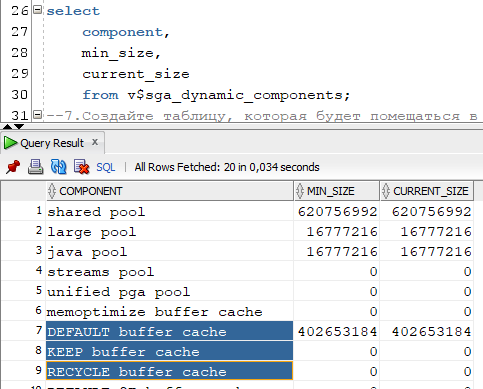 26 select
27 component,
28 min_size,
29 current_size
30 from v$sga_dynamic_components;
31 --7.Создайте таблицу, которая будет помещаться в
Query Result x
SQL | All Rows Fetched: 20 in 0,034 seconds
COMPONENT MIN_SIZE CURRENT_SIZE
1 shared pool 620756992 620756992
2 large pool 16777216 16777216
3 java pool 16777216 16777216
4 streams pool 0 0
5 unified pga pool 0 0
6 memoptimize buffer cache 0 0
7 DEFAULT buffer cache 402653184 402653184
8 KEEP buffer cache 0 0
9 RECYCLE buffer cache 0 0